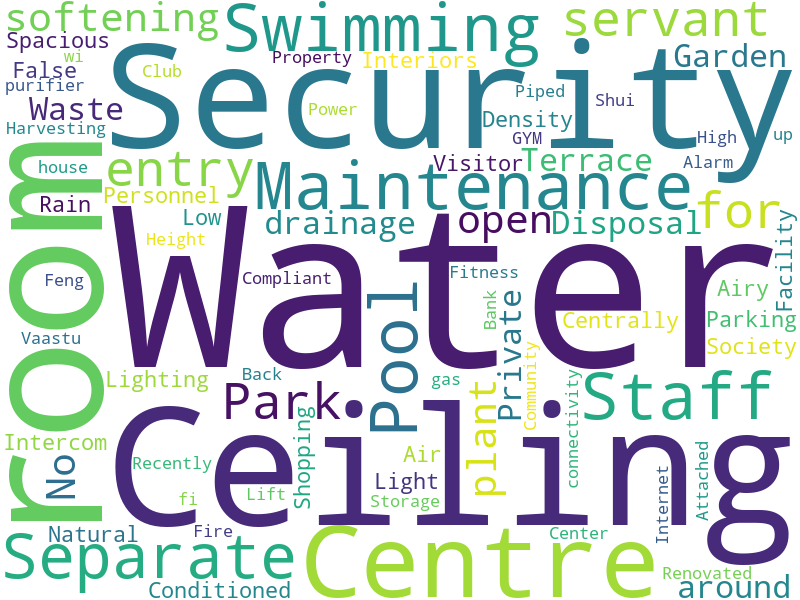 softening
Swimming
servant
Spacious
wi
False
Club
Property
Interiors
Garden
purifier
Security
Waste
Power
Piped
Shui
Density
Harvesting
GYM
High
up
room
house
entry
Maintenance
Visitor
Terrace
Alarm
Personnel
for
Rain
Low
drainage
open
Disposal
Facility
Height
Water
Feng
Compliant
Fitness
Airy
Pool
Private
Bank
Centrally
Parking
Vaastu
Community
Society
Lighting
Back
gas
Park
plant
Staff
Ceiling
Intercom
No
Shopping
connectivity
Recently
Air
Light
Internet
Attached
fi
Lift
Storage
Natural
Fire
Centre
Center
Separate
Renovated
Conditioned
around